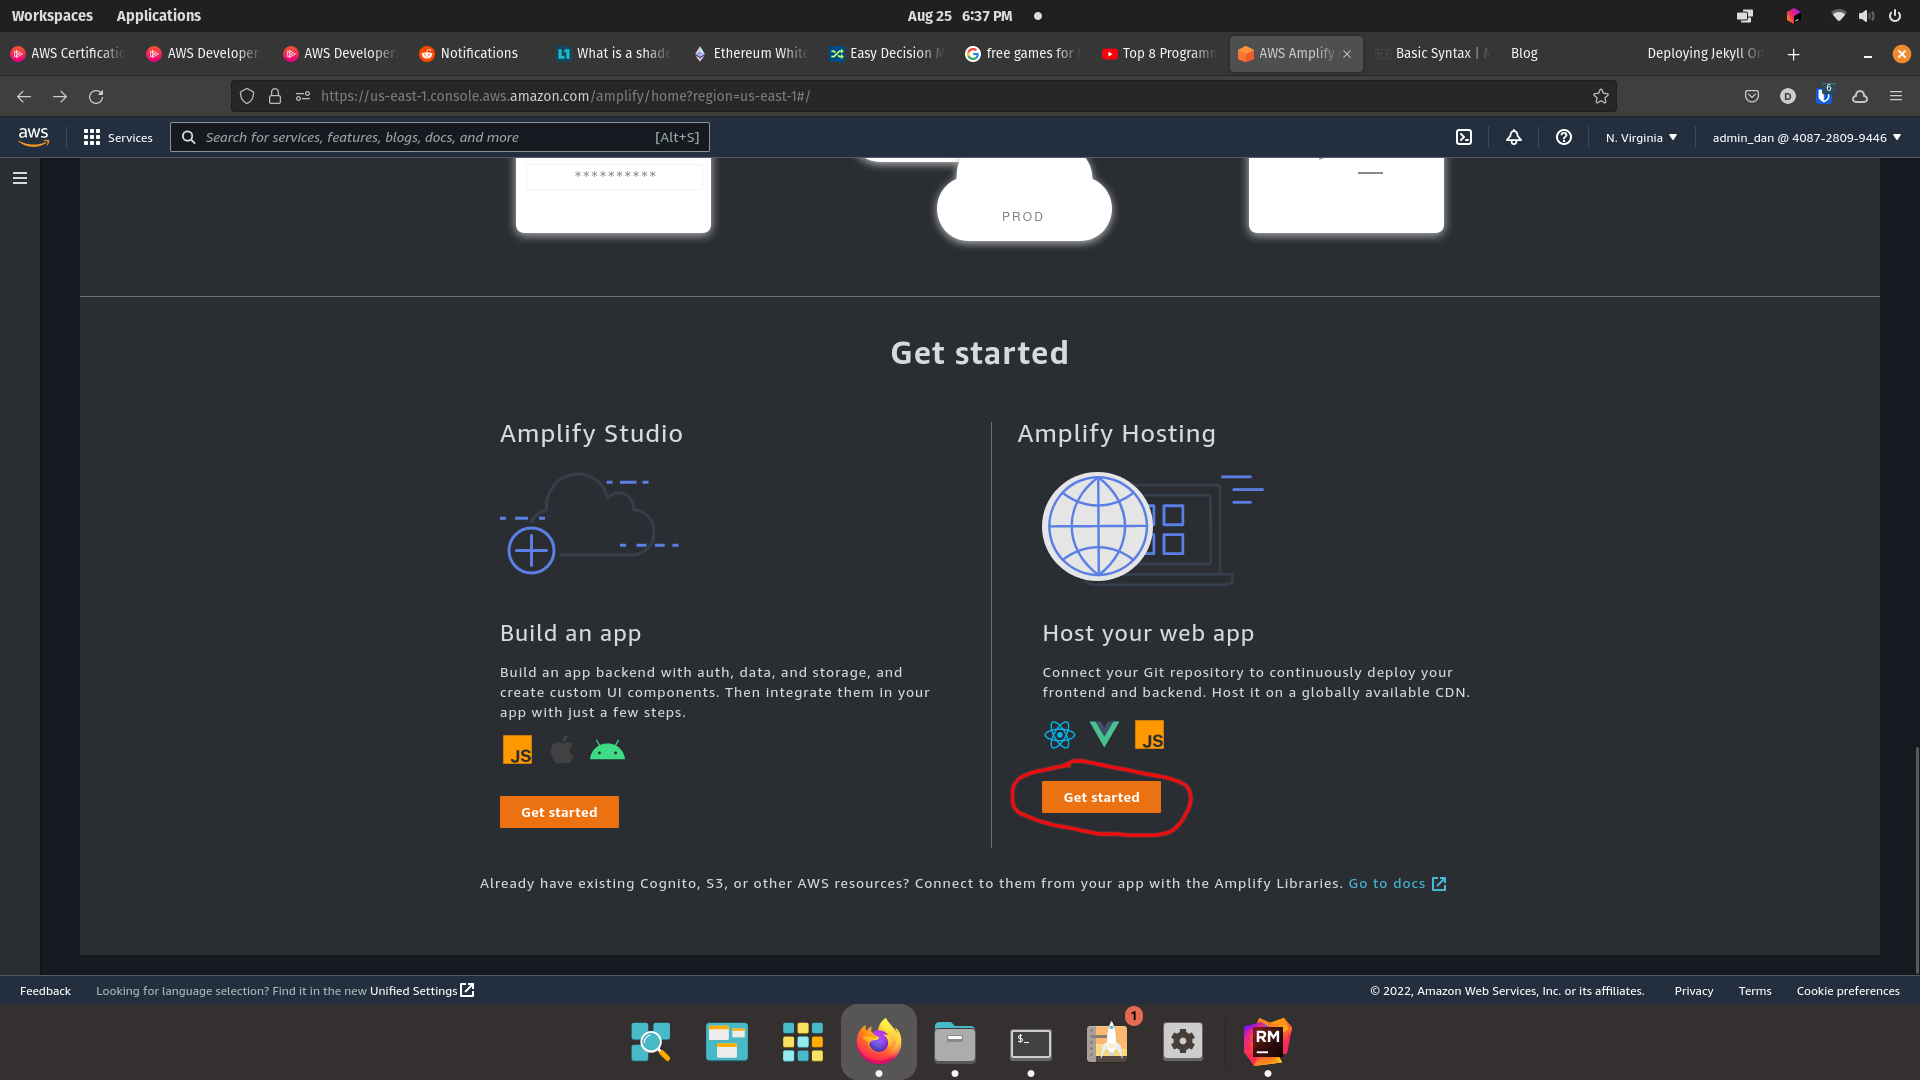 Workspaces Applications Aug 25 6:37 PM
AWS Certificatio AWS Developer AWS Developer Notifications What is a shade Ethereum White Easy Decision M free games for Top 8 Programm AWS Amplify Basic Syntax | Blog Deploying Jekyll On
https://us-east-1.console.aws.amazon.com/amplify/home?region=us-east-1#/ D 6
aws Services Search for services, features, blogs, docs, and more [Alt+S] N. Virginia admin_dan @ 4087-2809-9446
**********
PROD
Get started
Amplify Studio
Build an app
Build an app backend with auth, data, and storage, and
create custom UI components. Then integrate them in your
app with just a few steps.
JS
Get started
Amplify Hosting
Host your web app
Connect your Git repository to continuously deploy your
frontend and backend. Host it on a globally available CDN.
JS
Get started
Already have existing Cognito, S3, or other AWS resources? Connect to them from your app with the Amplify Libraries. Go to docs
Feedback Looking for language selection? Find it in the new Unified Settings © 2022, Amazon Web Services, Inc. or its affiliates. Privacy Terms Cookie preferences
$_ 1 RM